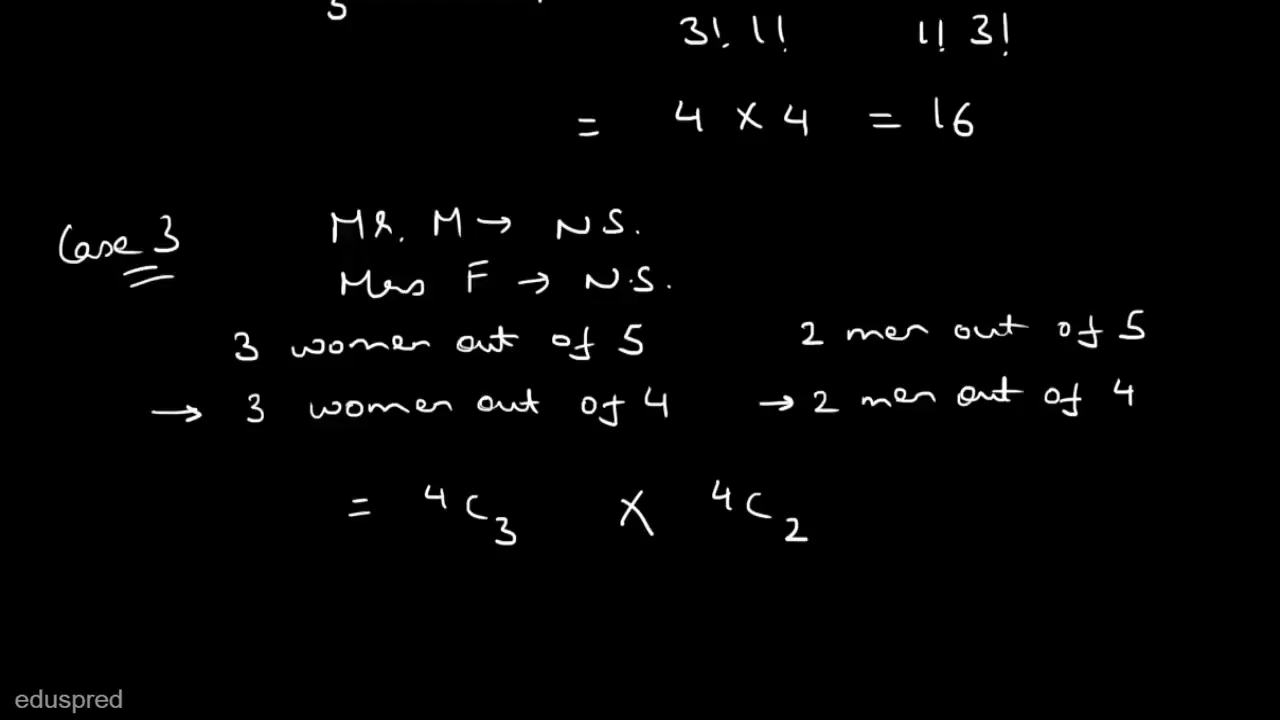 5
3! 1! 1! 3!
= 4 × 4 = 16
Case 3 Mr. M → N S.
Mrs F → N.S.
3 women out of 5 2 men out of 5
→ 3 women out of 4 → 2 men out of 4
= ⁴C₃ × ⁴C₂
eduspred